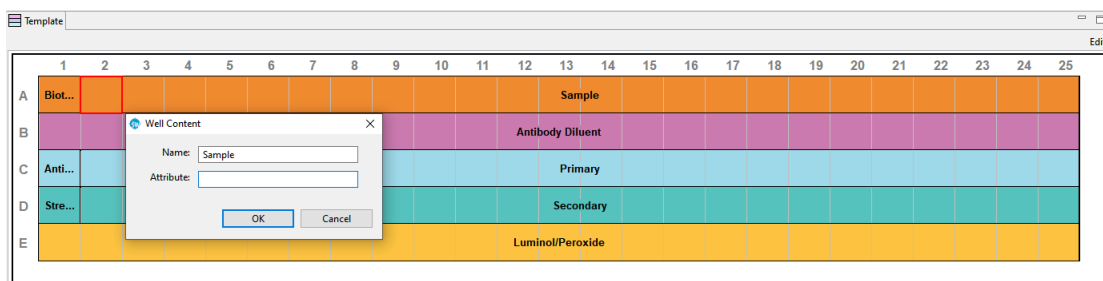 Template
Edi
1 2 3 4 5 6 7 8 9 10 11 12 13 14 15 16 17 18 19 20 21 22 23 24 25
A Biot... Sample
B Antibody Diluent
C Anti... Primary
D Stre... Secondary
E Luminol/Peroxide
Well Content
Name: Sample
Attribute:
OK Cancel